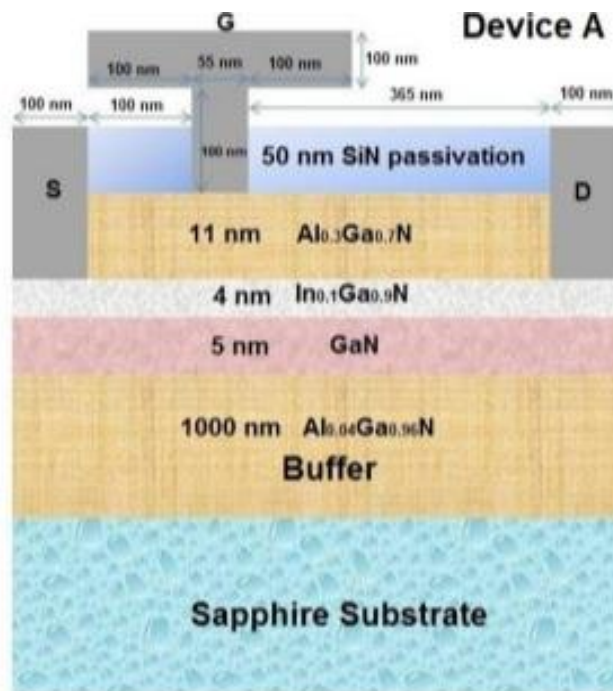 G
Device A
100 nm 55 nm 100 nm
100 nm
100 nm 100 nm 365 nm 100 nm
100 nm
50 nm SiN passivation
S
D
11 nm Al₀.₃Ga₀.₇N
4 nm In₀.₁Ga₀.₉N
5 nm GaN
1000 nm Al₀.₀₄Ga₀.₉₆N
Buffer
Sapphire Substrate